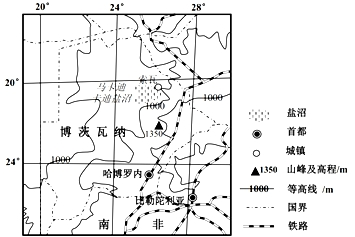 20° 24° 28°
20°
索瓦
马卡迪
卡迪盐沼
1000
1000
博茨瓦纳
1350
1000
24°
哈博罗内
比勒陀利亚
南 非
盐沼
首都
城镇
1350 山峰及高程/m
1000 等高线 /m
国界
铁路